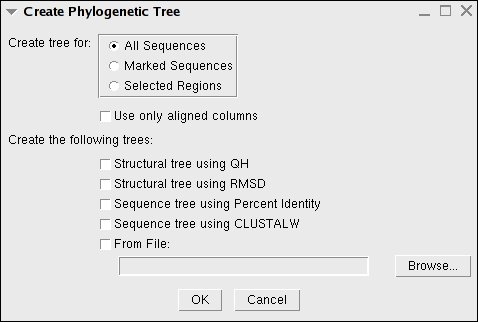 Create Phylogenetic Tree
Create tree for:
All Sequences
Marked Sequences
Selected Regions
Use only aligned columns
Create the following trees:
Structural tree using QH
Structural tree using RMSD
Sequence tree using Percent Identity
Sequence tree using CLUSTALW
From File:
Browse...
OK
Cancel